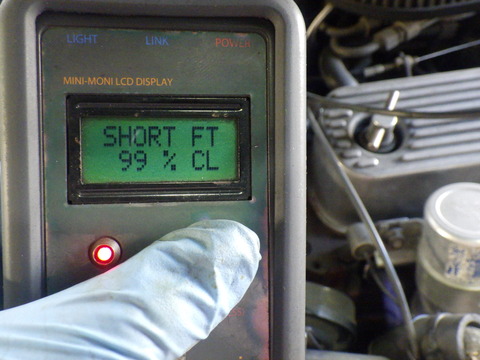 LIGHT LINK POWER
MINI-MONI LCD DISPLAY
SHORT FT
99 % CL